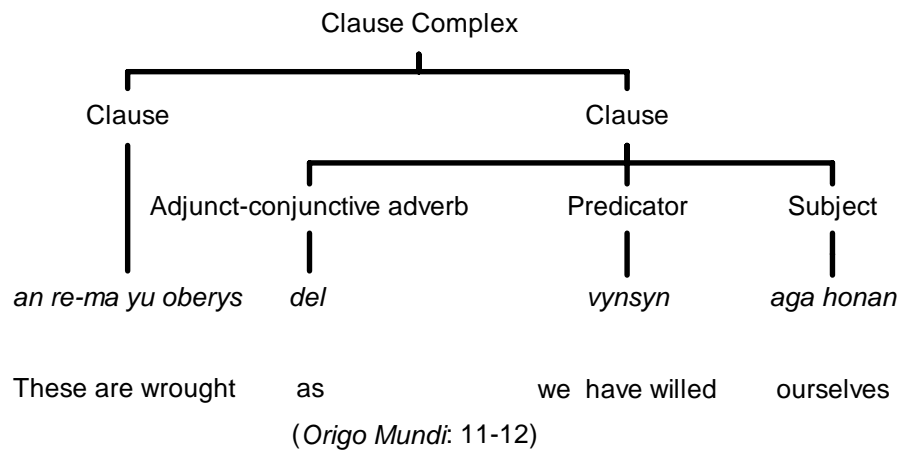 Clause Complex
Clause Clause
Adjunct-conjunctive adverb Predicator Subject
an re-ma yu oberys del vynsyn aga honan
These are wrought as we have willed ourselves
(Origo Mundi: 11-12)